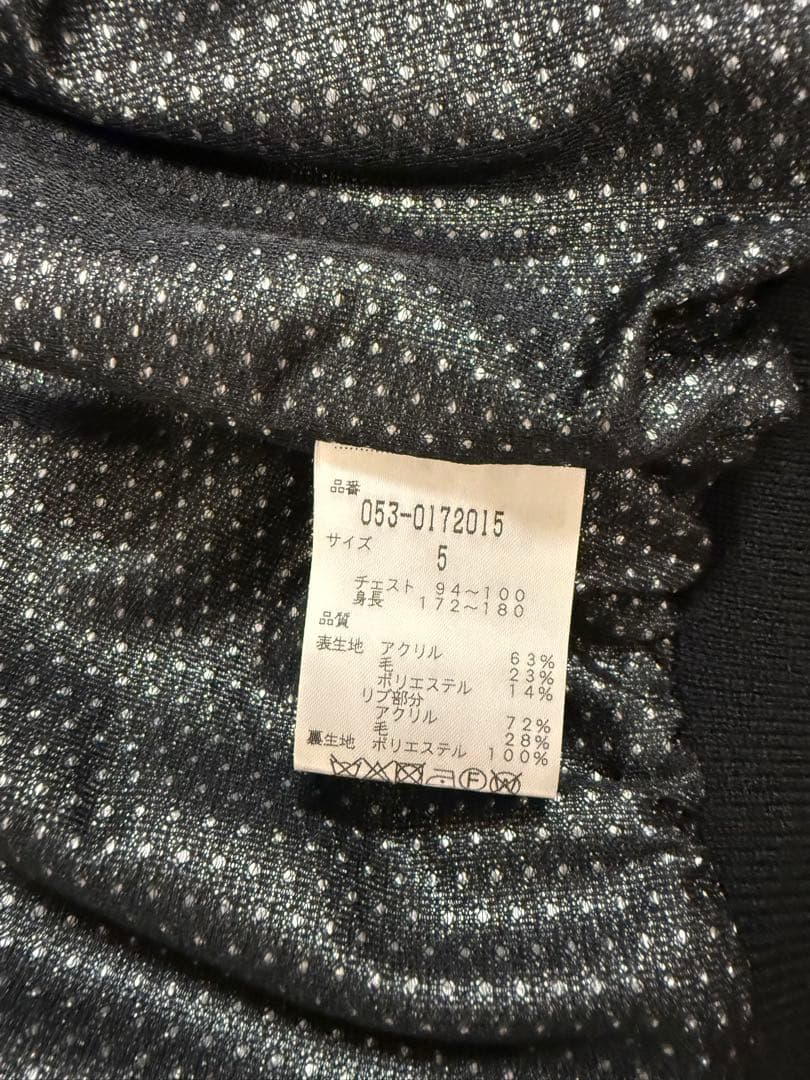 品番
053-0172015
サイズ
5
チェスト 94～100
身長 172～180
品質
表生地 アクリル 63%
毛 23%
ポリエステル 14%
リブ部分
アクリル 72%
毛 28%
裏生地 ポリエステル 100%
F W